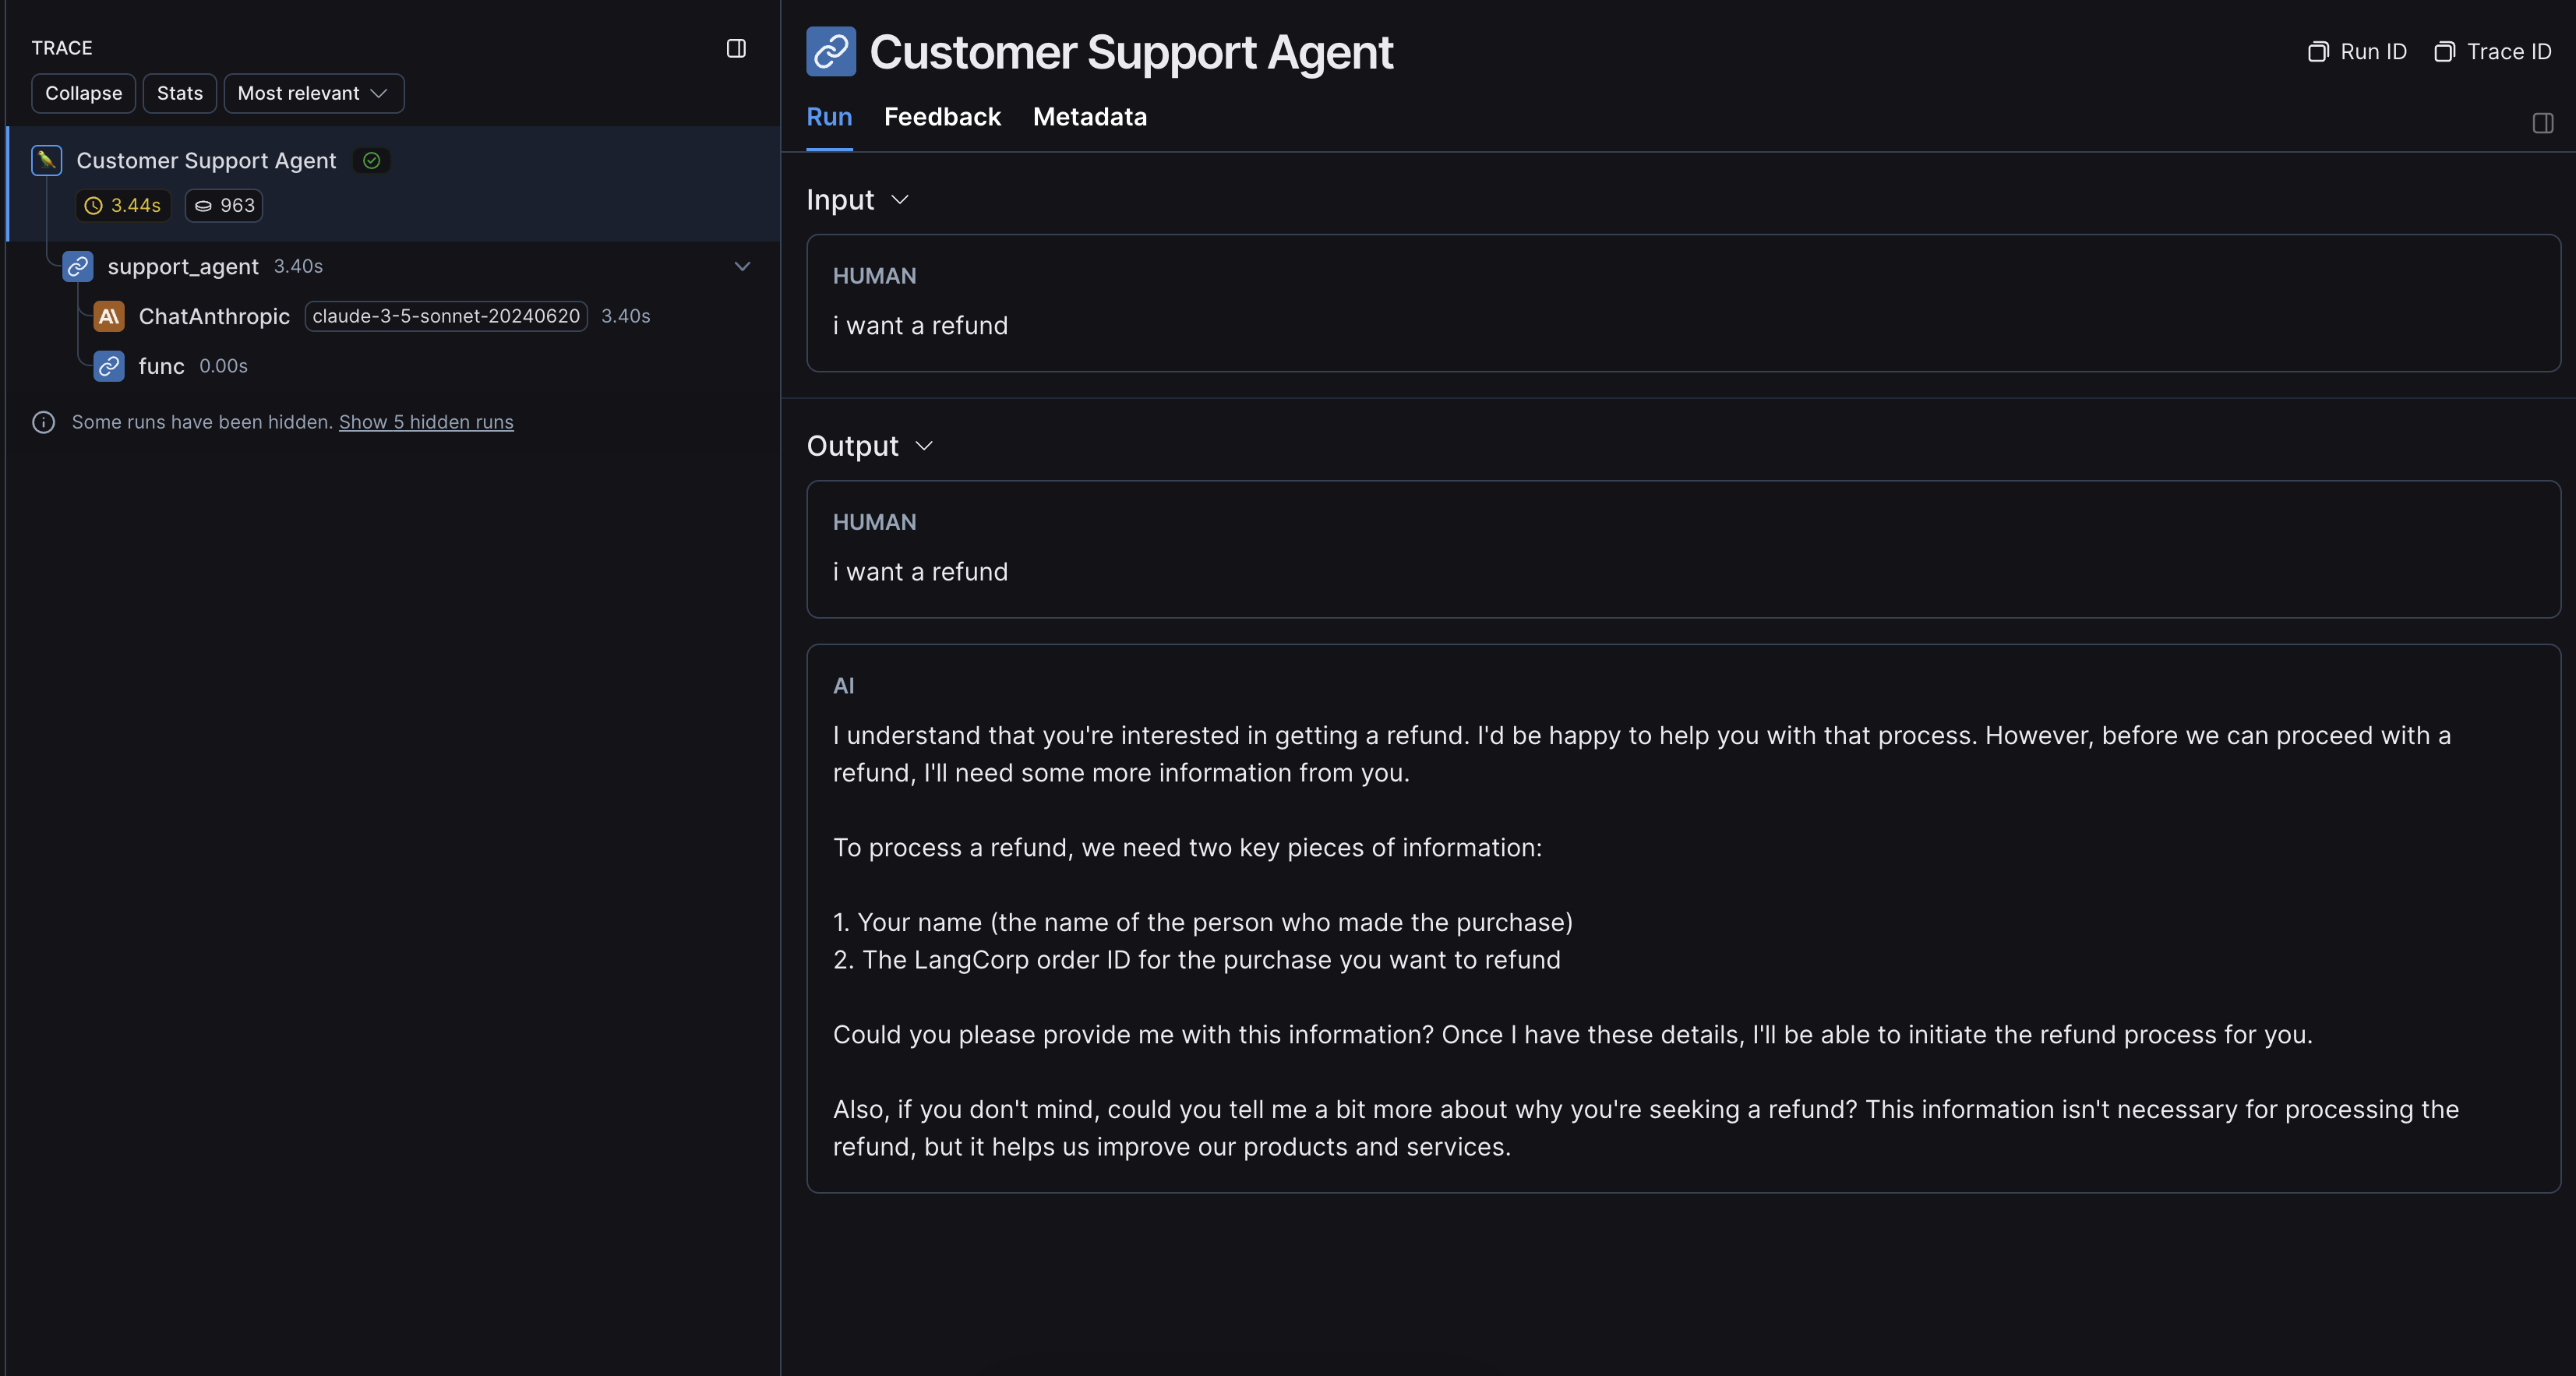 TRACE
Collapse Stats Most relevant
Customer Support Agent
3.44s 963
support_agent 3.40s
ChatAnthropic claude-3-5-sonnet-20240620 3.40s
func 0.00s
Some runs have been hidden. Show 5 hidden runs
Customer Support Agent
Run ID Trace ID
Run Feedback Metadata
Input
HUMAN
i want a refund
Output
HUMAN
i want a refund
AI
I understand that you're interested in getting a refund. I'd be happy to help you with that process. However, before we can proceed with a
refund, I'll need some more information from you.
To process a refund, we need two key pieces of information:
1. Your name (the name of the person who made the purchase)
2. The LangCorp order ID for the purchase you want to refund
Could you please provide me with this information? Once I have these details, I'll be able to initiate the refund process for you.
Also, if you don't mind, could you tell me a bit more about why you're seeking a refund? This information isn't necessary for processing the
refund, but it helps us improve our products and services.